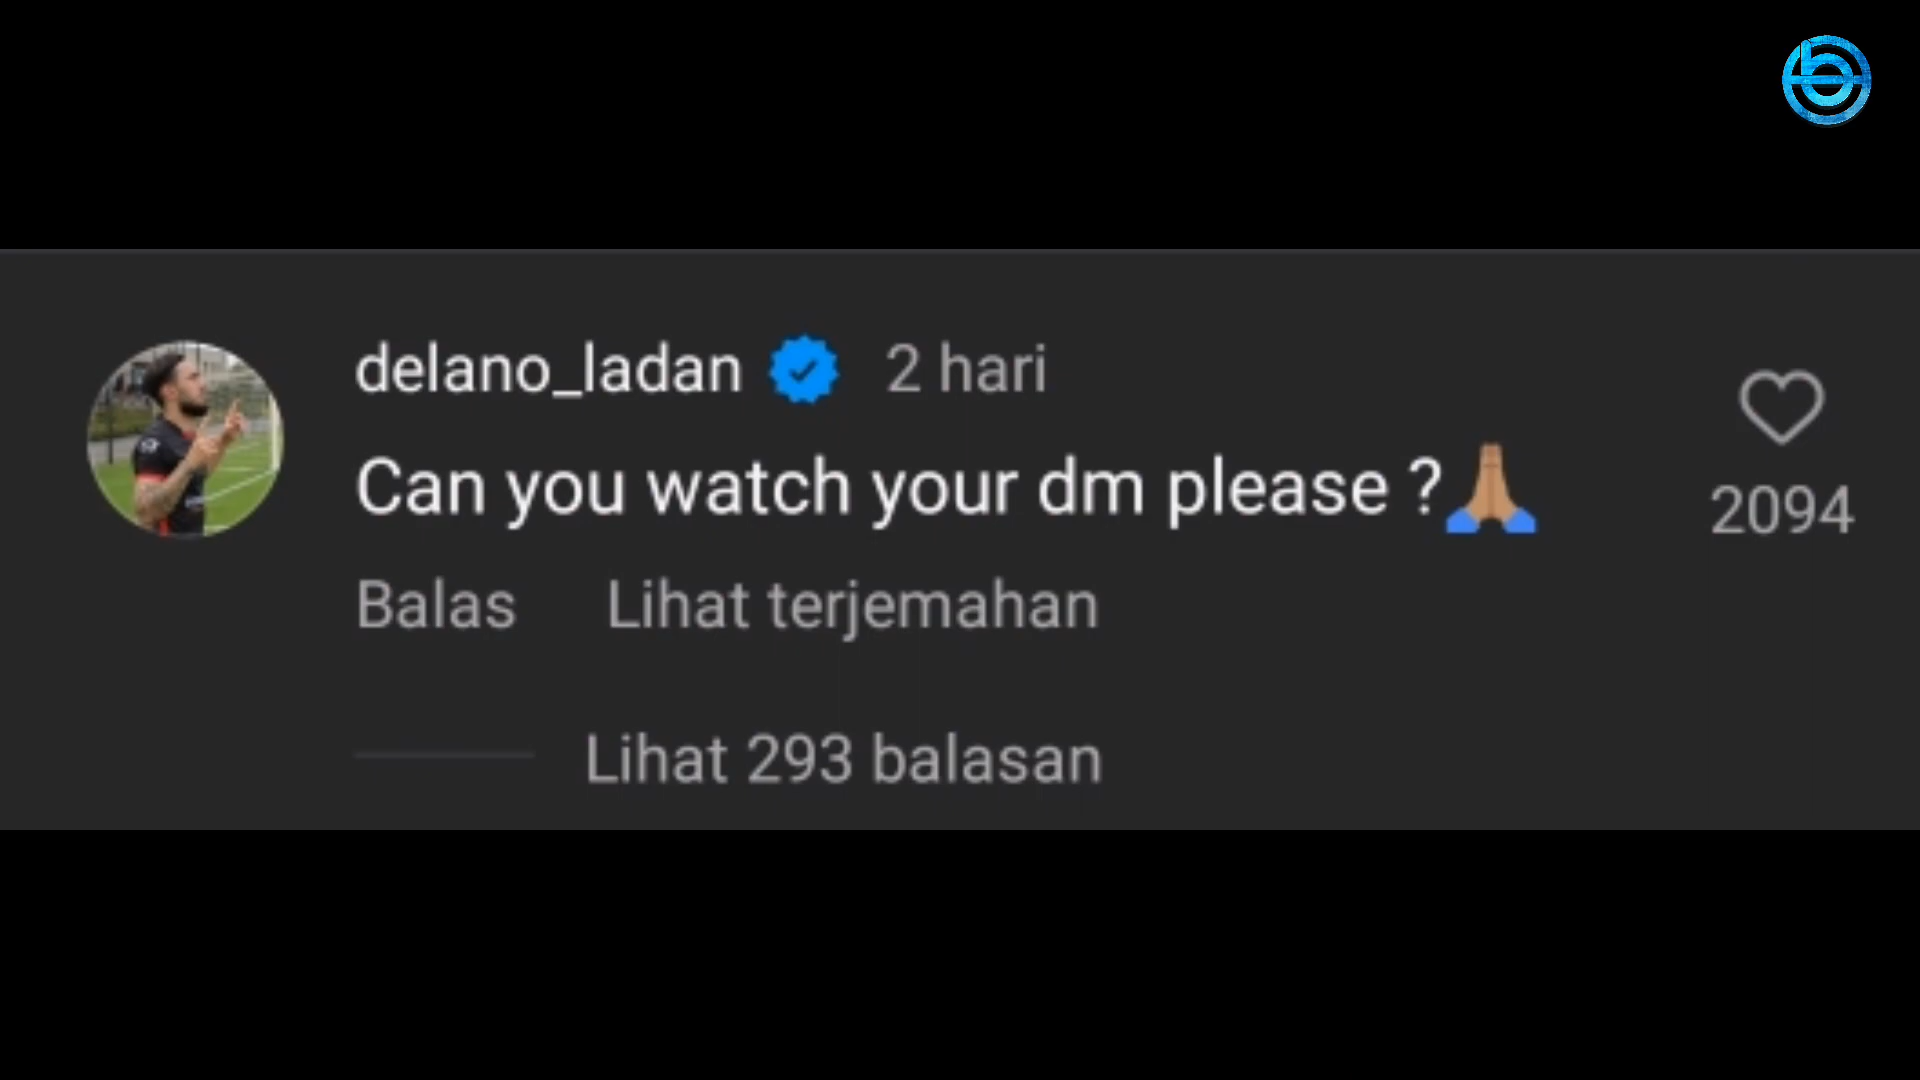 delano_ladan 2 hari
Can you watch your dm please ?🙏🏽
2094
Balas Lihat terjemahan
Lihat 293 balasan